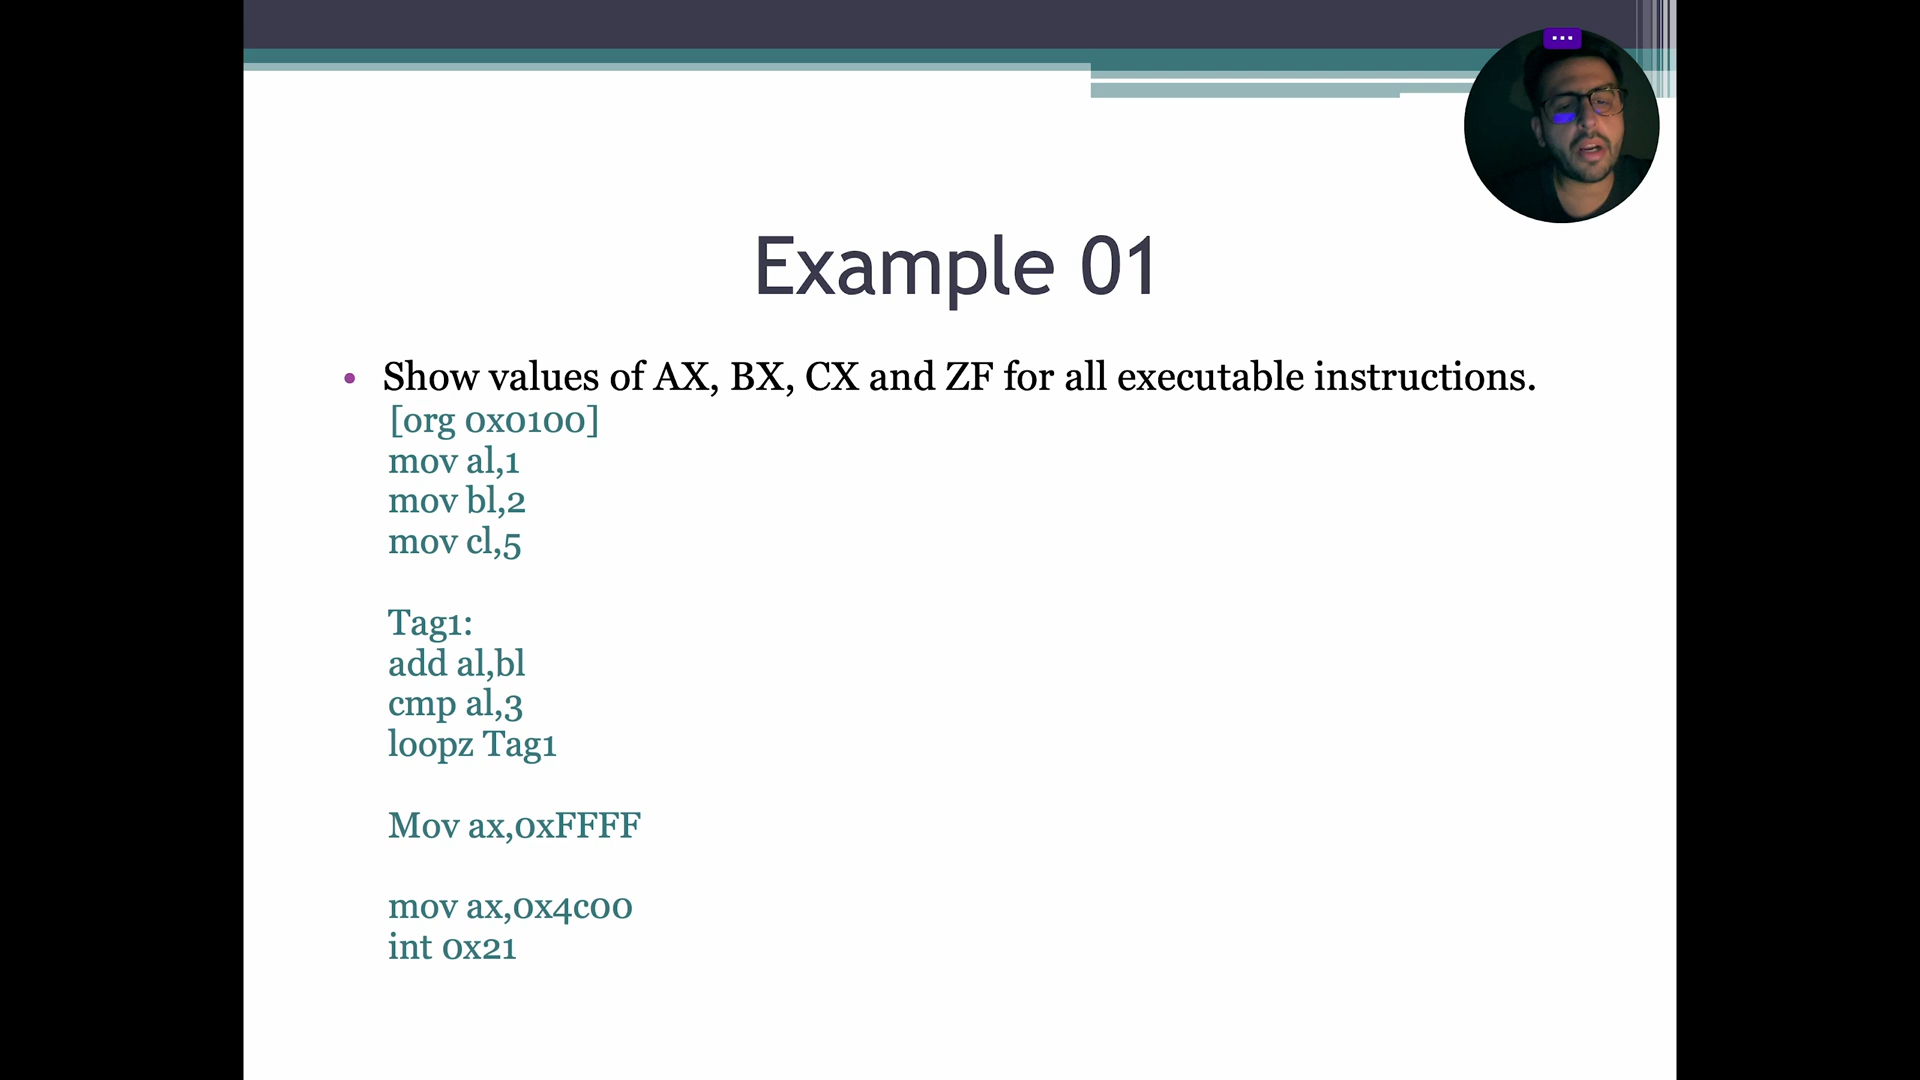 Example 01
• Show values of AX, BX, CX and ZF for all executable instructions.
[org 0x0100]
mov al,1
mov bl,2
mov cl,5
Tag1:
add al,bl
cmp al,3
loopz Tag1
Mov ax,0xFFFF
mov ax,0x4c00
int 0x21